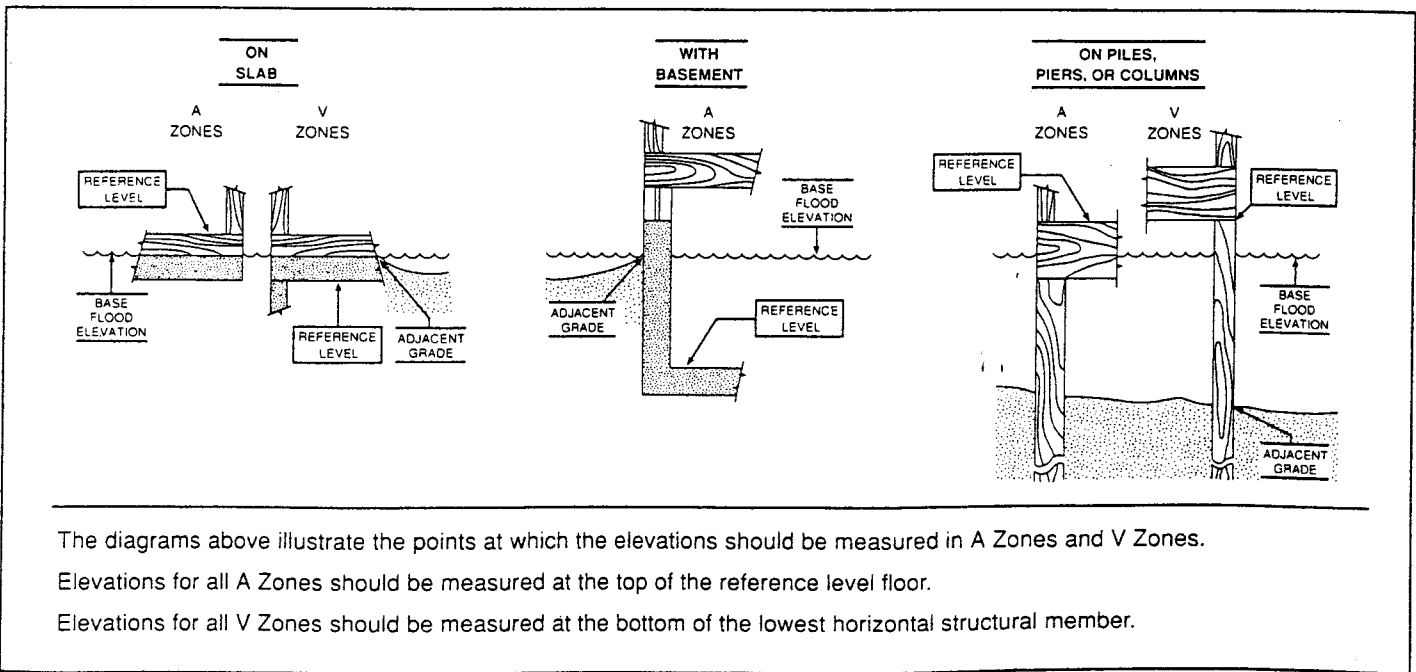 ON
SLAB
A
ZONES
V
ZONES
REFERENCE
LEVEL
BASE
FLOOD
ELEVATION
REFERENCE
LEVEL
ADJACENT
GRADE
WITH
BASEMENT
A
ZONES
BASE
FLOOD
ELEVATION
ADJACENT
GRADE
REFERENCE
LEVEL
ON PILES,
PIERS, OR COLUMNS
A
ZONES
V
ZONES
REFERENCE
LEVEL
REFERENCE
LEVEL
BASE
FLOOD
ELEVATION
ADJACENT
GRADE
The diagrams above illustrate the points at which the elevations should be measured in A Zones and V Zones.
Elevations for all A Zones should be measured at the top of the reference level floor.
Elevations for all V Zones should be measured at the bottom of the lowest horizontal structural member.